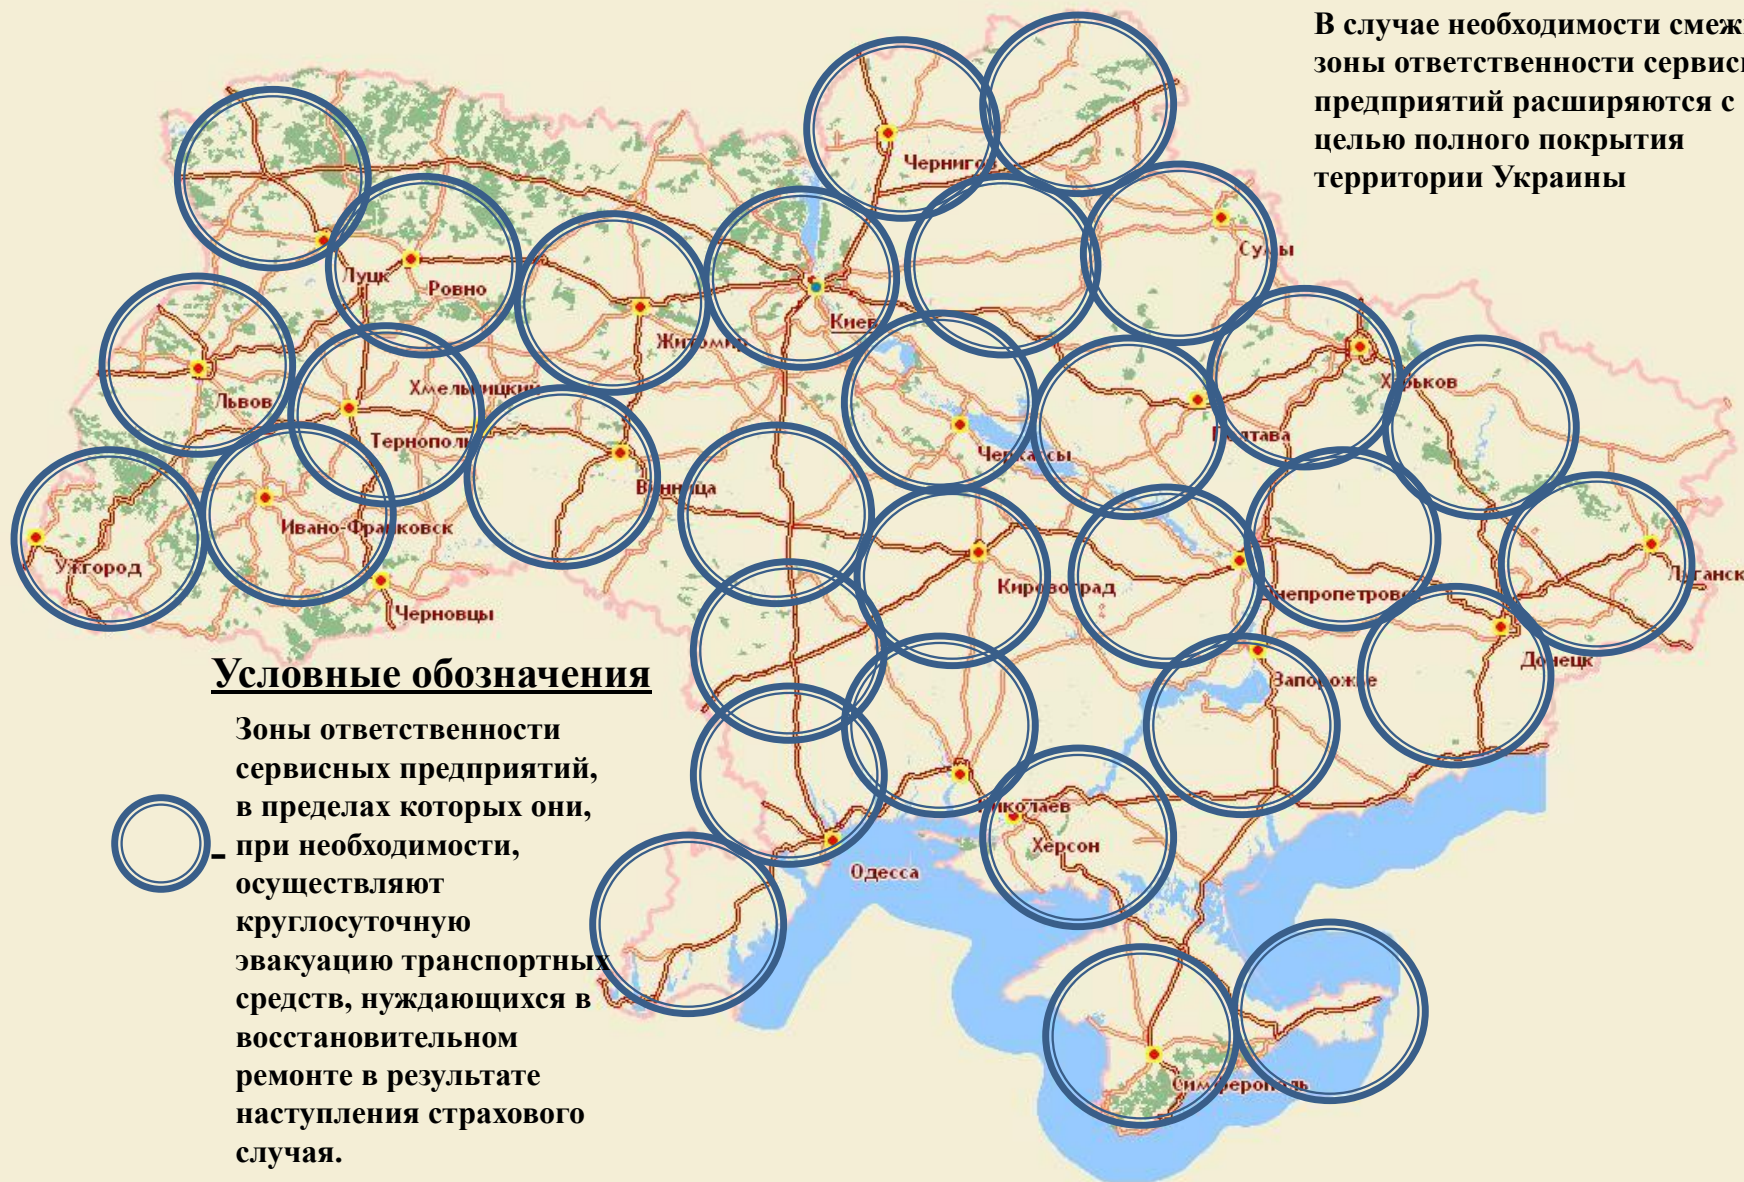 В случае необходимости
зоны ответственности
предприятий расширяются с
целью полного покрытия
территории Украины
Чернигов
Сумы
Луцк
Ровно
Киев
Житомир
Харьков
Хмельницкий
Львов
Полтава
Тернополь
Черкассы
Винница
Ивано-Франковск
Ужгород
Луганск
Кировоград
Днепропетровск
Черновцы
Донецк
Запорожье
Условные обозначения
Зоны ответственности
сервисных предприятий,
в пределах которых они,
- при необходимости,
осуществляют
круглосуточную
эвакуацию транспортных
средств, нуждающихся в
восстановительном
ремонте в результате
наступления страхового
случая.
Николаев
Херсон
Одесса
Симферополь